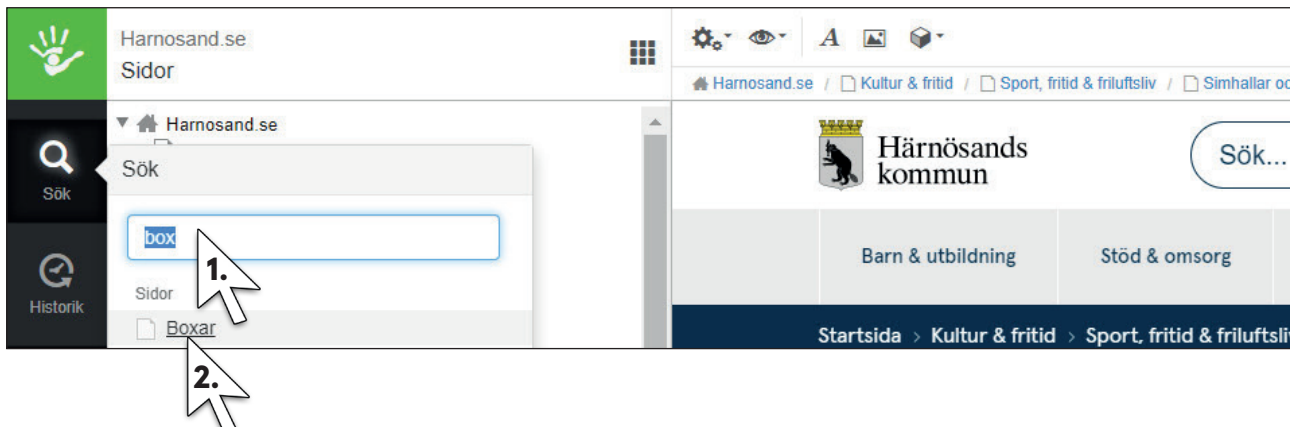 Harnosand.se
Sidor
Sök
Historik
Harnosand.se
Sök
box
1.
Sidor
Boxar
2.
A
Harnosand.se / Kultur & fritid / Sport, fritid & friluftsliv / Simhallar oc
Härnösands
kommun
Sök...
Barn & utbildning Stöd & omsorg
Startsida > Kultur & fritid > Sport, fritid & friluftsliv